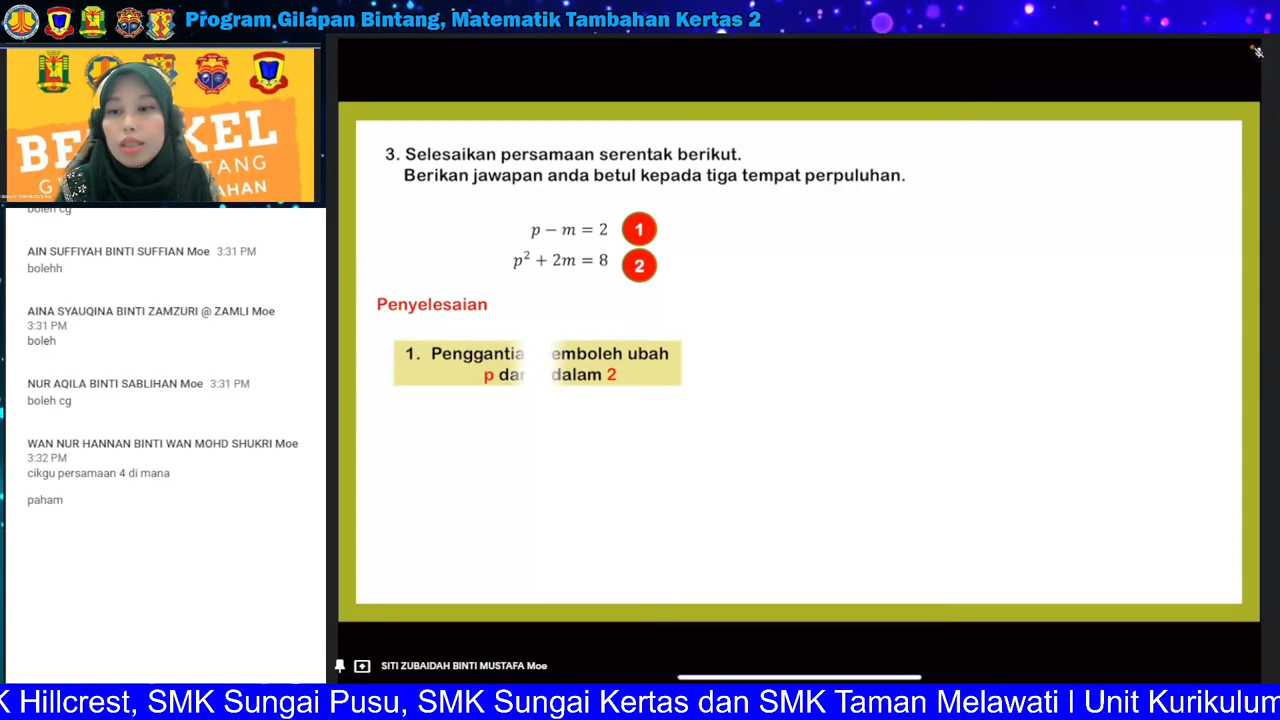 Program Gilapan Bintang, Matematik Tambahan Kertas 2
boleh cg
AIN SUFFIYAH BINTI SUFFIAN Moe 3:31 PM
bolehh
AINA SYAUQINA BINTI ZAMZURI @ ZAMLI Moe
3:31 PM
boleh
NUR AQILA BINTI SABLIHAN Moe 3:31 PM
boleh cg
WAN NUR HANNAN BINTI WAN MOHD SHUKRI Moe
3:32 PM
cikgu persamaan 4 di mana
paham
3. Selesaikan persamaan serentak berikut.
Berikan jawapan anda betul kepada tiga tempat perpuluhan.
p − m = 2 1
p² + 2m = 8 2
Penyelesaian
1. Penggantia emboleh ubah
p dar dalam 2
SITI ZUBAIDAH BINTI MUSTAFA Moe
K Hillcrest, SMK Sungai Pusu, SMK Sungai Kertas dan SMK Taman Melawati | Unit Kurikulum